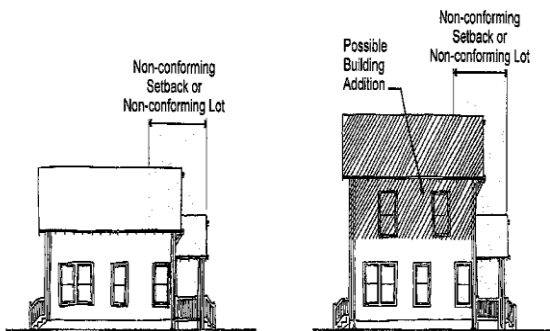 Non-conforming
Setback or
Non-conforming Lot
Possible
Building
Addition
Non-conforming
Setback or
Non-conforming Lot